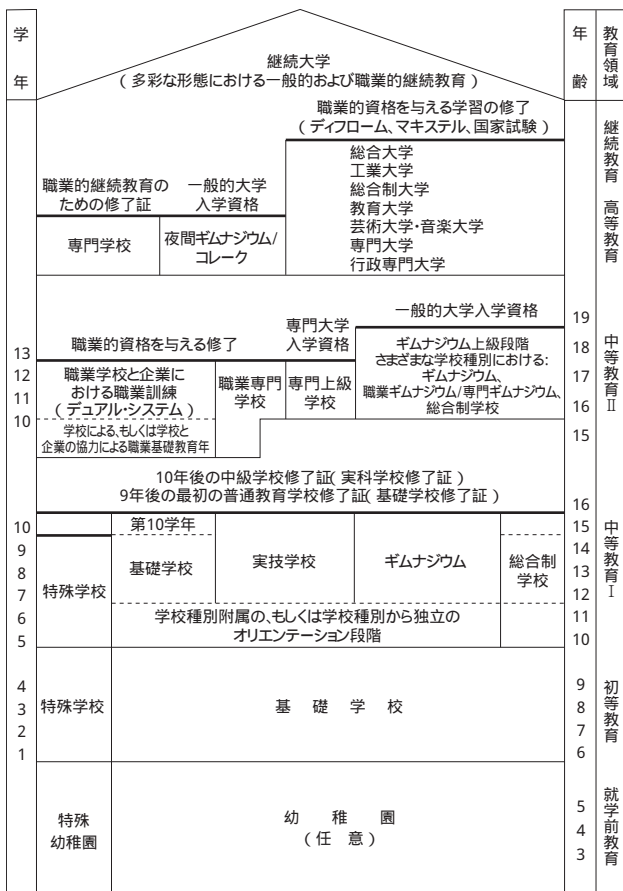 学年
年齢
教育領域
継続大学
（多彩な形態における一般的および職業的継続教育）
職業的資格を与える学習の修了
（ディフローム、マキステル、国家試験）
継続教育
高等教育
総合大学
工業大学
総合制大学
教育大学
芸術大学・音楽大学
専門大学
行政専門大学
職業的継続教育の
ための修了証
一般的大学
入学資格
専門学校
夜間ギムナジウム/
コレーク
一般的大学入学資格
専門大学
入学資格
職業的資格を与える修了
13
12
11
10
職業学校と企業に
おける職業訓練
（デュアル・システム）
学校による、もしくは学校と
企業の協力による職業基礎教育年
職業専門
学校
専門上級
学校
ギムナジウム上級段階
さまざまな学校種別における:
ギムナジウム、
職業ギムナジウム/専門ギムナジウム、
総合制学校
19
18
17
16
15
中等教育Ⅱ
10年後の中級学校修了証（実科学校修了証）
9年後の最初の普通教育学校修了証（基礎学校修了証）
10
9
8
7
6
5
特殊学校
第10学年
基礎学校
実技学校
ギムナジウム
総合制
学校
学校種別附属の、もしくは学校種別から独立の
オリエンテーション段階
16
15
14
13
12
11
10
中等教育Ⅰ
4
3
2
1
特殊学校
基礎学校
9
8
7
6
初等教育
特殊
幼稚園
幼稚園
（任意）
5
4
3
就学前教育